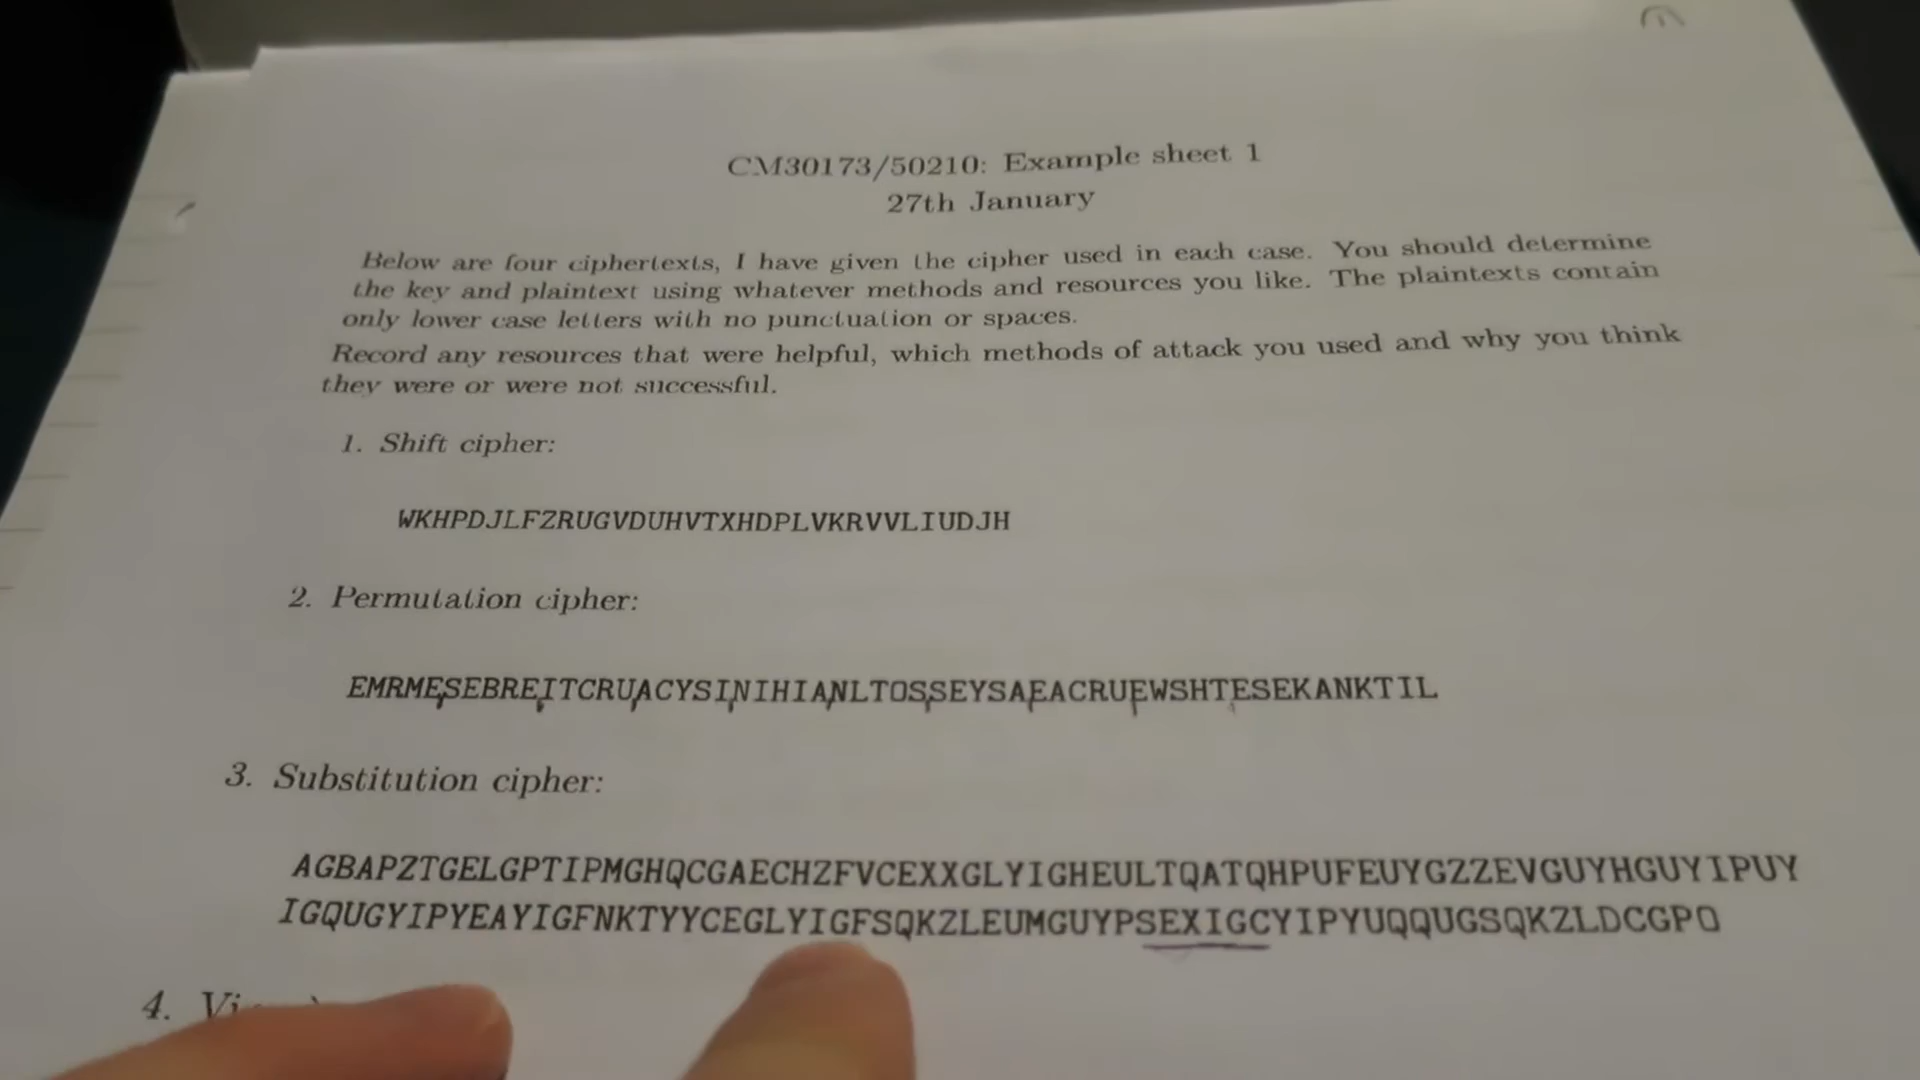 CM30173/50210: Example sheet 1
27th January
Below are four ciphertexts, I have given the cipher used in each case. You should determine
the key and plaintext using whatever methods and resources you like. The plaintexts contain
only lower case letters with no punctuation or spaces.
Record any resources that were helpful, which methods of attack you used and why you think
they were or were not successful.
1. Shift cipher:
WKHPDJLFZRUGVDUHVTXHDPLVKRVVLIUDJH
2. Permutation cipher:
EMRMESEBREITCRUACYSINIHIANLTOSSEYSAEACRUEWSHTESEKANKTIL
3. Substitution cipher:
AGBAPZTGELGPTIPMGHQCGAECHZFVCEXXGLYIGHEULTQATQHPUFEUYGZZEVGUYHGUYIPUY
IGQUGYIPYEAYIGFNKTYYCEGLYIGFSQKZLEUMGUYPSEXIGCYIPYUQQUGSQKZLDCGPQ
4.